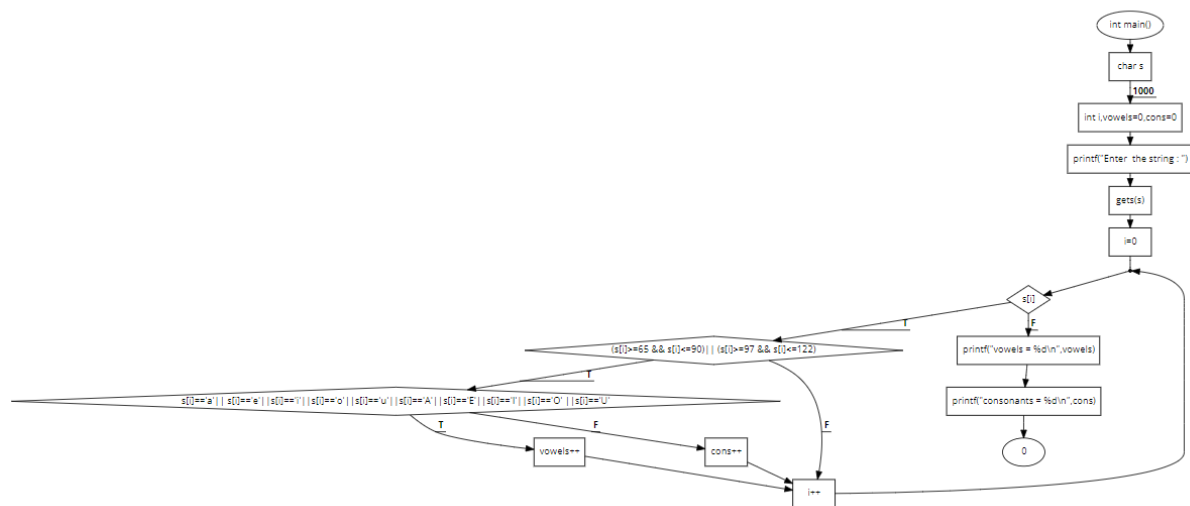 int main()
char s
1000
int i,vowels=0,cons=0
printf("Enter  the string : ")
gets(s)
i=0
s[i]
T
F
(s[i]>=65 && s[i]<=90)|| (s[i]>=97 && s[i]<=122)
printf("vowels = %d\n",vowels)
T
s[i]=='a'|| s[i]=='e'||s[i]=='i'||s[i]=='o'||s[i]=='u'||s[i]=='A'||s[i]=='E'||s[i]=='I'||s[i]=='O' ||s[i]=='U'
printf("consonants = %d\n",cons)
T
F
F
vowels++
cons++
0
i++